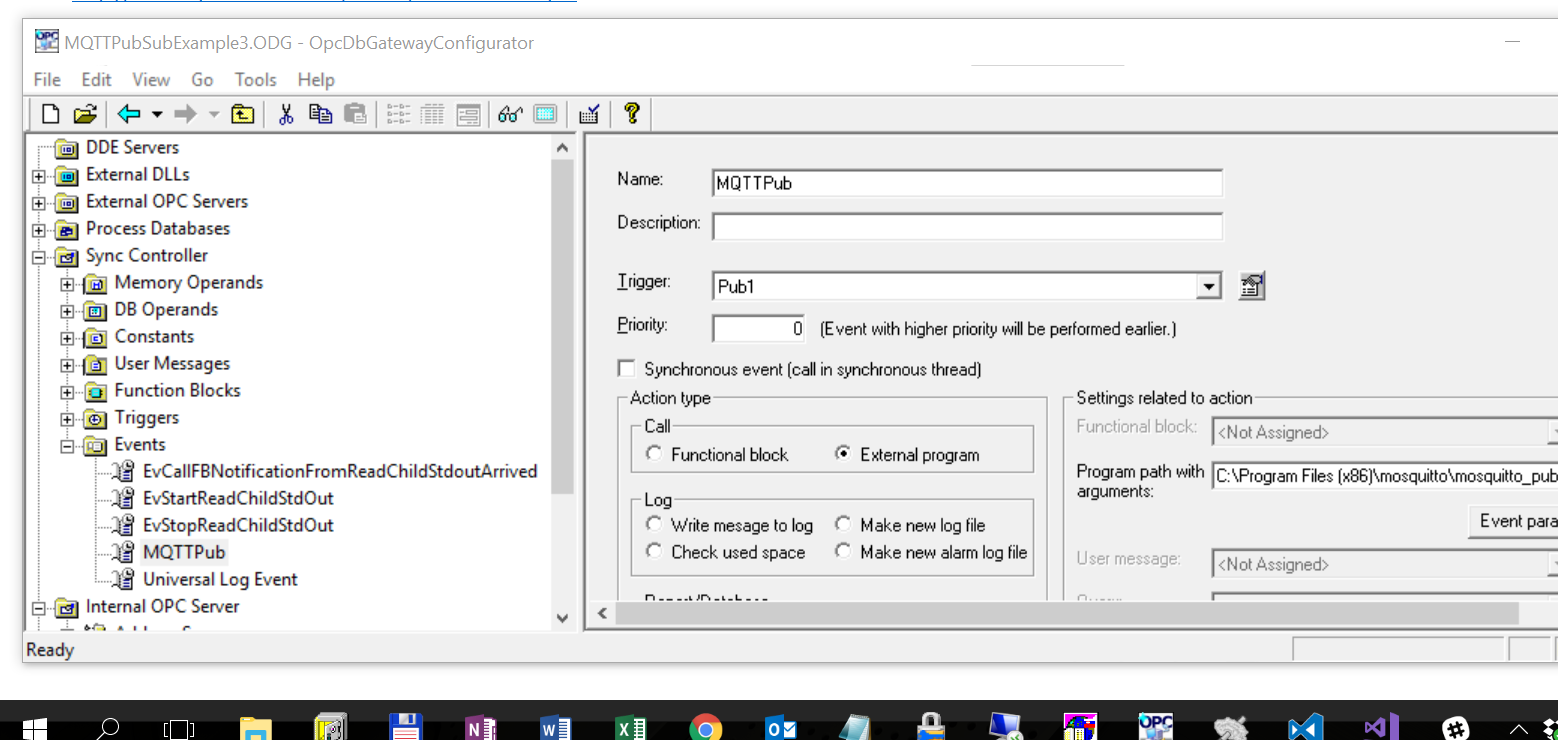 MQTTPubSubExample3.ODG - OpcDbGatewayConfigurator
File Edit View Go Tools Help
DDE Servers
External DLLs
External OPC Servers
Process Databases
Sync Controller
Memory Operands
DB Operands
Constants
User Messages
Function Blocks
Triggers
Events
EvCallFBNotificationFromReadChildStdoutArrived
EvStartReadChildStdOut
EvStopReadChildStdOut
MQTTPub
Universal Log Event
Internal OPC Server
Name: MQTTPub
Description:
Trigger: Pub1
Priority: 0 (Event with higher priority will be performed earlier.)
Synchronous event (call in synchronous thread)
Action type
Call
Functional block External program
Log
Write mesage to log Make new log file
Check used space Make new alarm log file
Settings related to action
Functional block: <Not Assigned>
Program path with
arguments:
C:\Program Files (x86)\mosquitto\mosquitto_pub
Event para
User message: <Not Assigned>
Ready